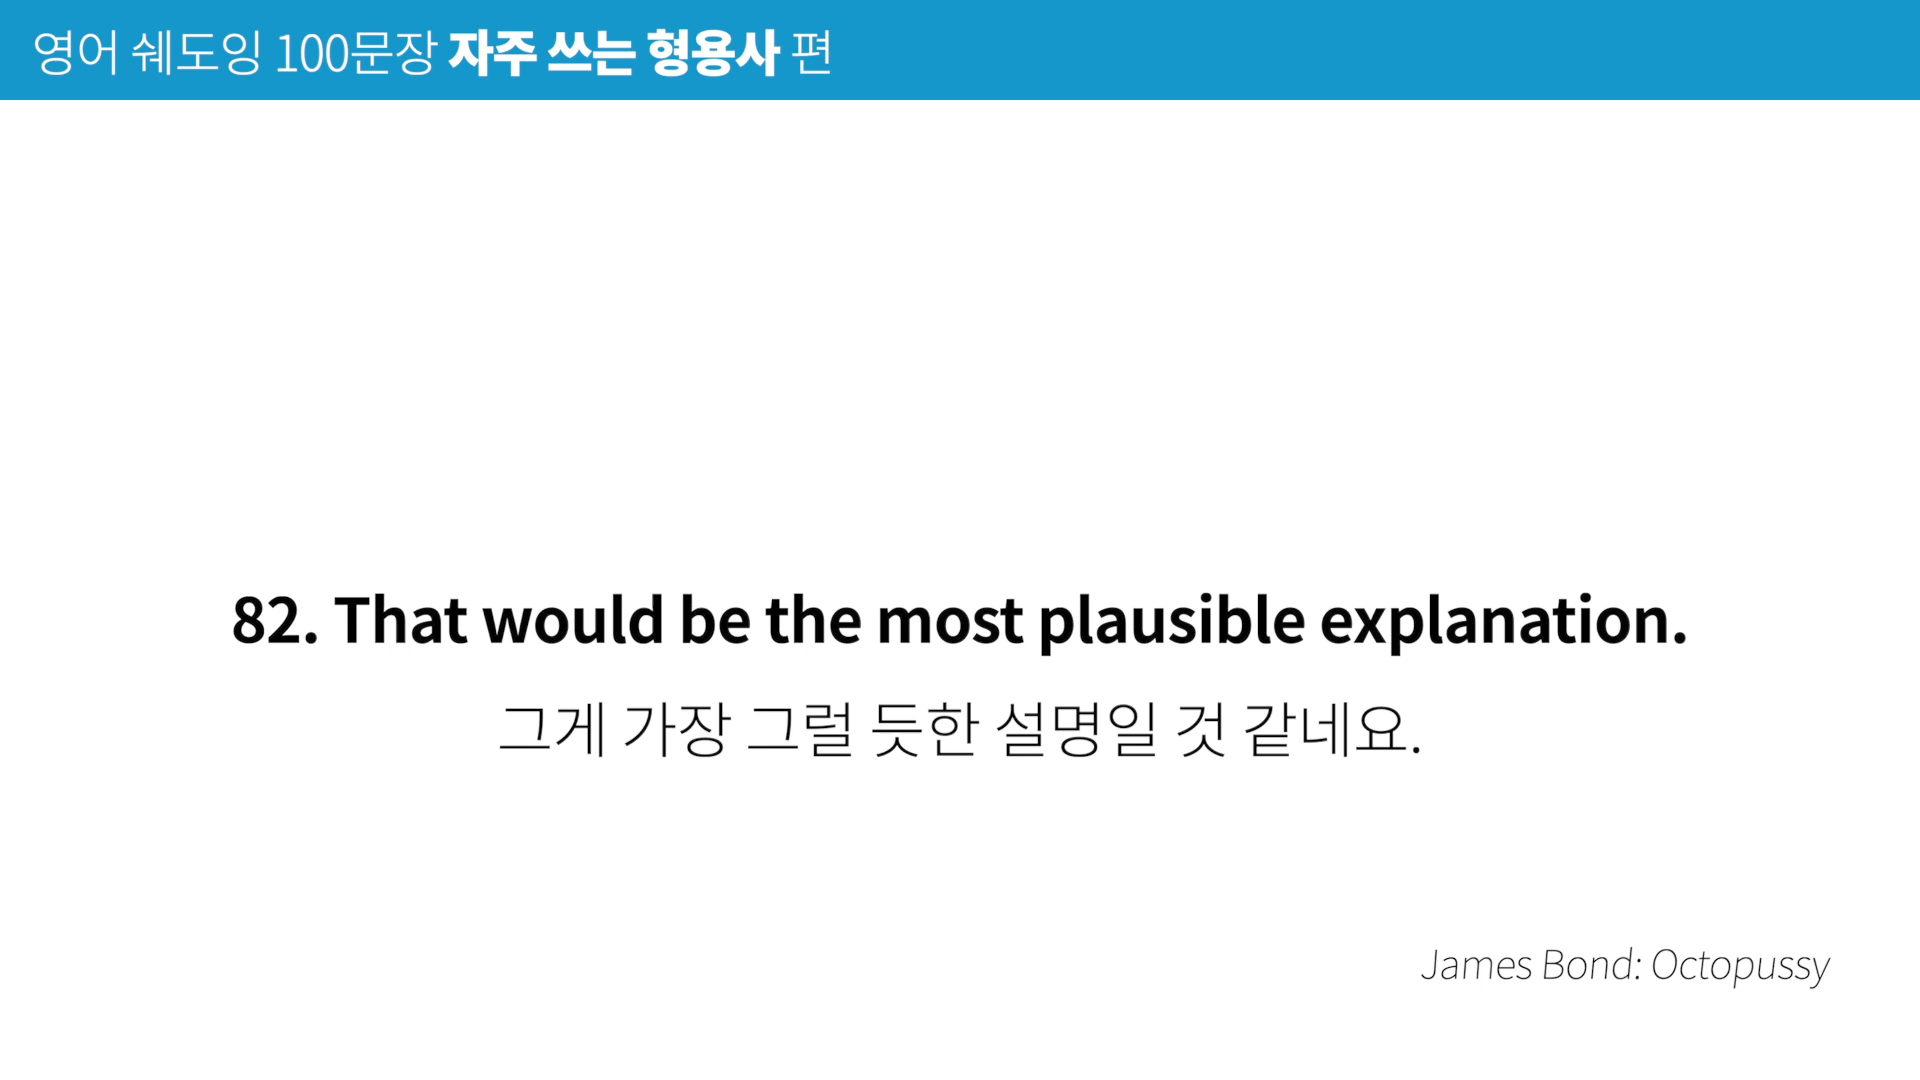 영어 쉐도잉 100문장 자주 쓰는 형용사 편
82. That would be the most plausible explanation.
그게 가장 그럴 듯한 설명일 것 같네요.
James Bond: Octopussy